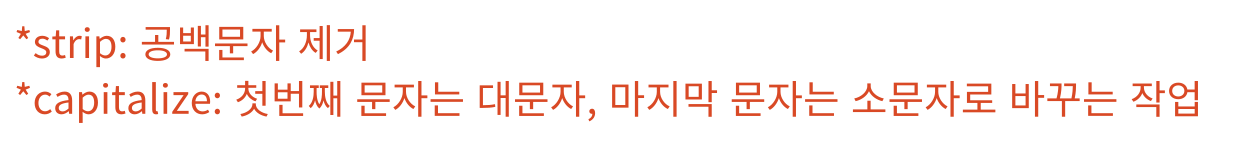 *strip: 공백문자 제거
*capitalize: 첫번째 문자는 대문자, 마지막 문자는 소문자로 바꾸는 작업